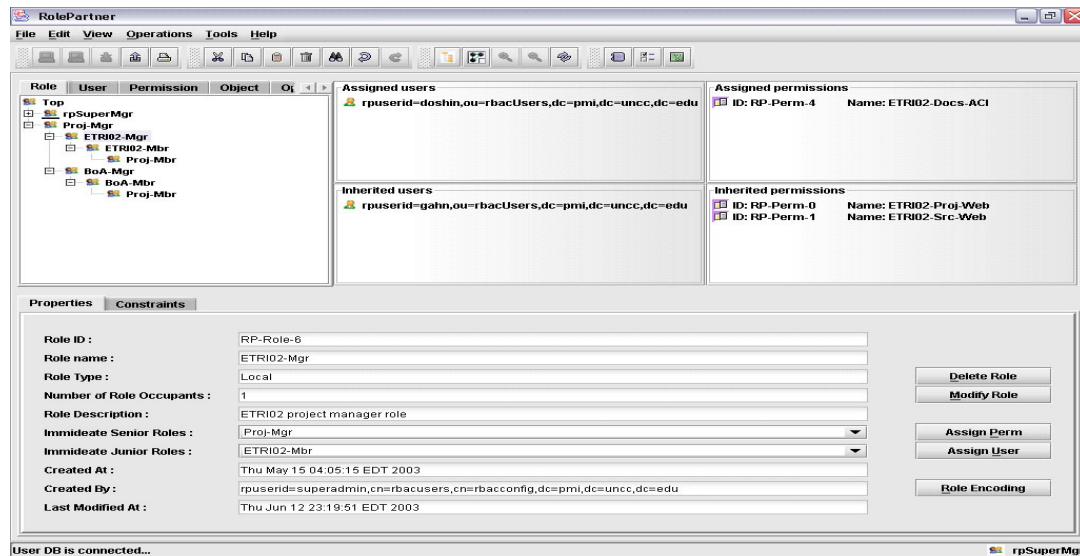 RolePartner
File Edit View Operations Tools Help
Role User Permission Object
Top
rpSuperMgr
Proj-Mgr
ETRI02-Mgr
ETRI02-Mbr
Proj-Mbr
BoA-Mgr
BoA-Mbr
Proj-Mbr
Assigned users
rpuserid=doshin,ou=rbacUsers,dc=pmi,dc=uncc,dc=edu
Assigned permissions
ID: RP-Perm-4 Name: ETRI02-Docs-ACI
Inherited users
rpuserid=gahn,ou=rbacUsers,dc=pmi,dc=uncc,dc=edu
Inherited permissions
ID: RP-Perm-0 Name: ETRI02-Proj-Web
ID: RP-Perm-1 Name: ETRI02-Src-Web
Properties Constraints
Role ID : RP-Role-6
Role name : ETRI02-Mgr
Role Type : Local
Number of Role Occupants : 1
Role Description : ETRI02 project manager role
Immideate Senior Roles : Proj-Mgr
Immideate Junior Roles : ETRI02-Mbr
Created At : Thu May 15 04:05:15 EDT 2003
Created By : rpuserid=superadmin,cn=rbacusers,cn=rbacconfig,dc=pmi,dc=uncc,dc=edu
Last Modified At : Thu Jun 12 23:19:51 EDT 2003
Delete Role
Modify Role
Assign Perm
Assign User
Role Encoding
User DB is connected...
rpSuperMg